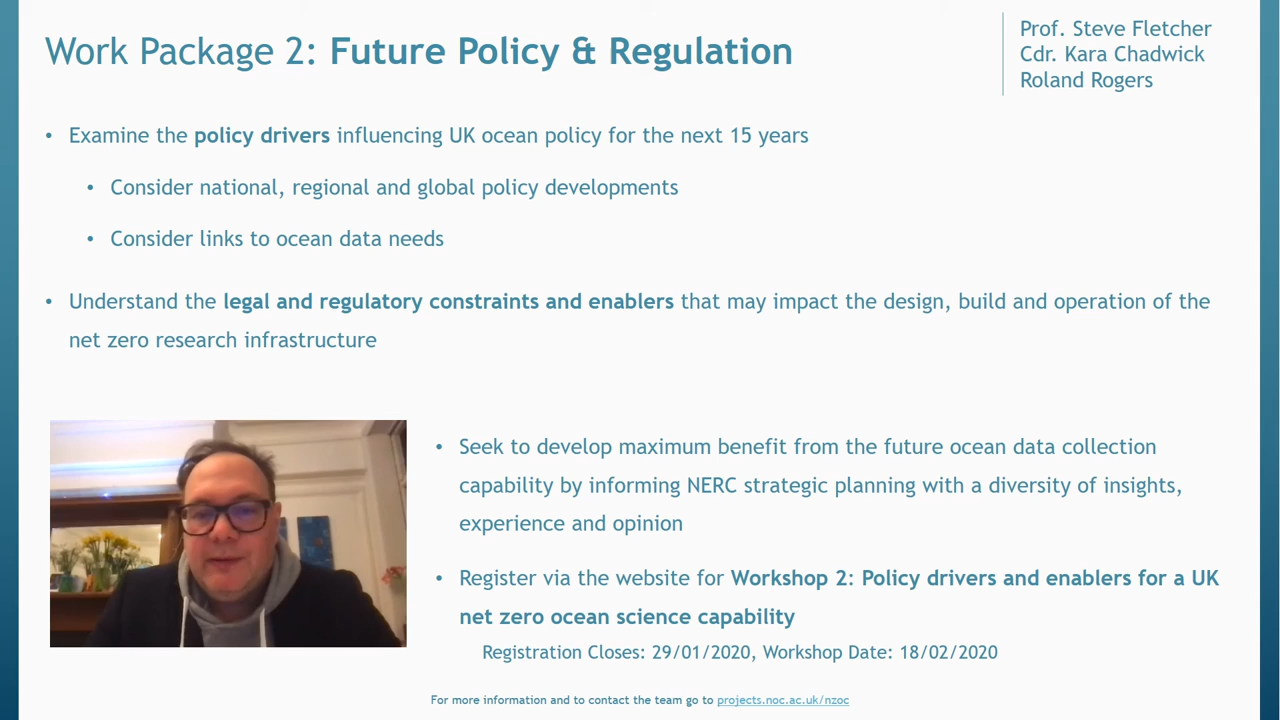 Work Package 2: Future Policy & Regulation
Prof. Steve Fletcher
Cdr. Kara Chadwick
Roland Rogers
• Examine the policy drivers influencing UK ocean policy for the next 15 years
• Consider national, regional and global policy developments
• Consider links to ocean data needs
• Understand the legal and regulatory constraints and enablers that may impact the design, build and operation of the
net zero research infrastructure
• Seek to develop maximum benefit from the future ocean data collection
capability by informing NERC strategic planning with a diversity of insights,
experience and opinion
• Register via the website for Workshop 2: Policy drivers and enablers for a UK
net zero ocean science capability
Registration Closes: 29/01/2020, Workshop Date: 18/02/2020
For more information and to contact the team go to projects.noc.ac.uk/nzoc